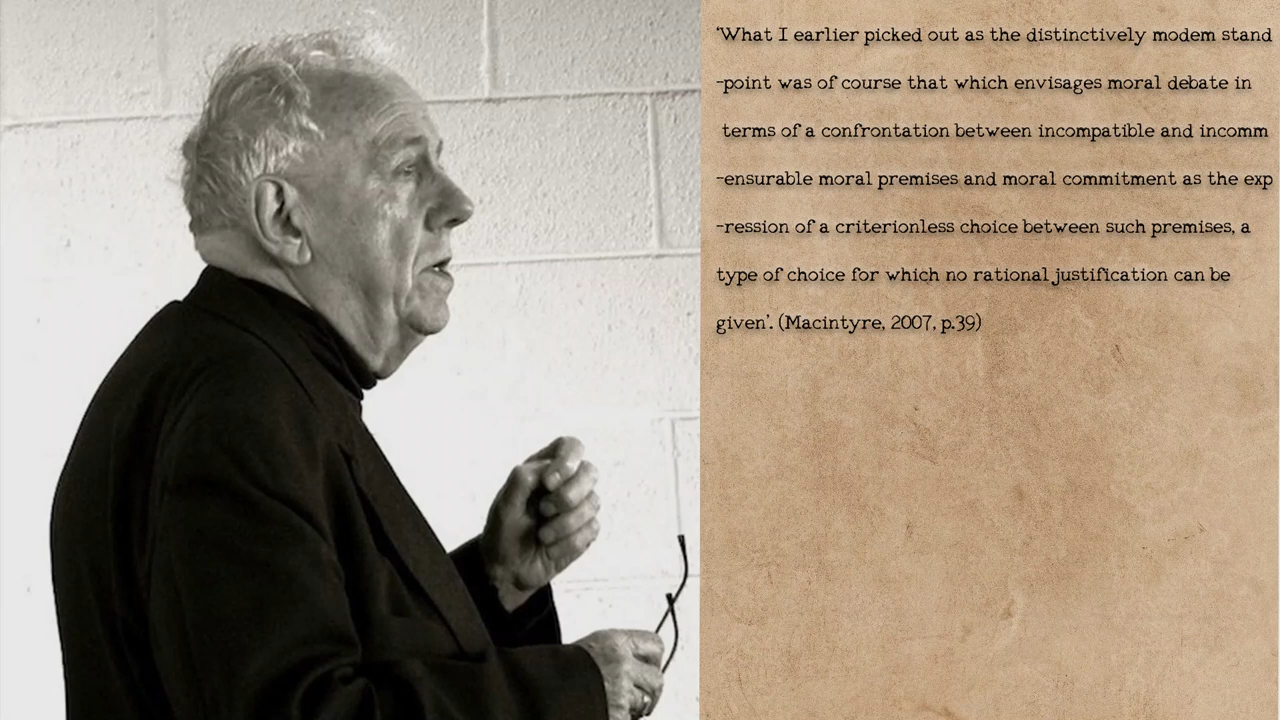 ‘What I earlier picked out as the distinctively modem stand
-point was of course that which envisages moral debate in
terms of a confrontation between incompatible and incomm
-ensurable moral premises and moral commitment as the exp
-ression of a criterionless choice between such premises, a
type of choice for which no rational justification can be
given’. (Macintyre, 2007, p.39)